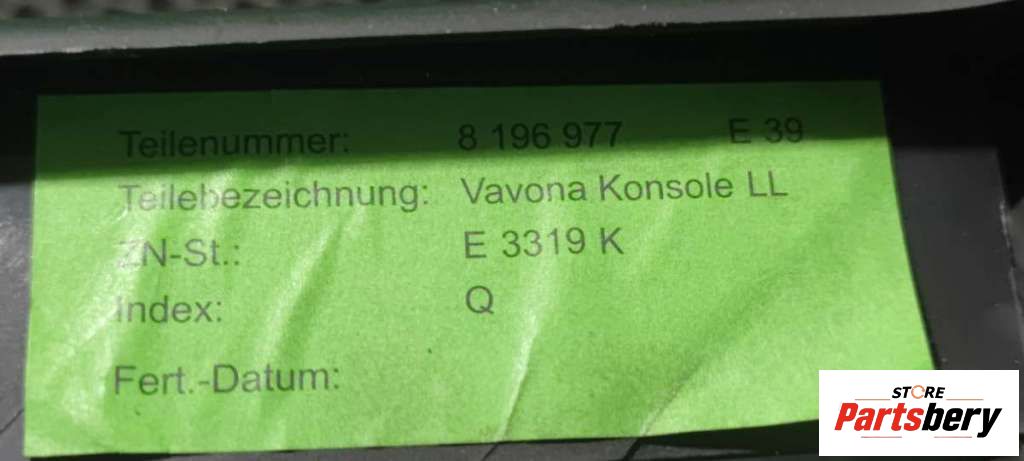 Teilenummer: 8 196 977 E 39
Teilebezeichnung: Vavona Konsole LL
ZN-St.: E 3319 K
Index: Q
Fert.-Datum:
STORE
Partsbery